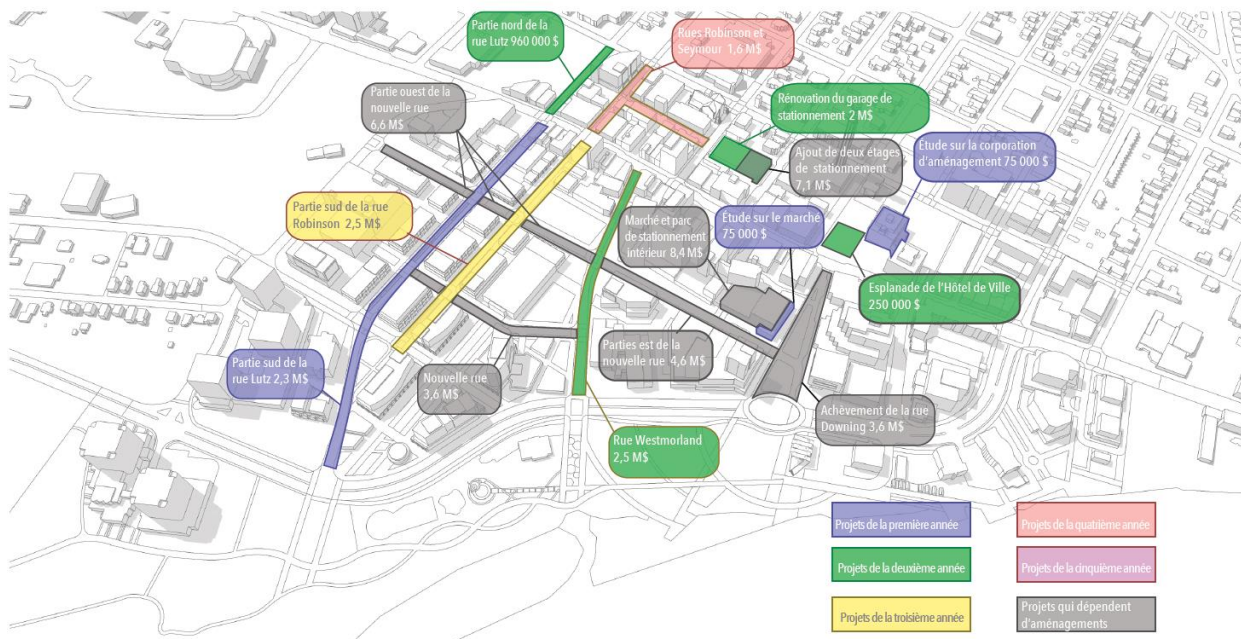 Partie nord de la
rue Lutz 960 000 $
Rues Robinson et
Seymour 1,6 M$
Partie ouest de la
nouvelle rue
6,6 M$
Rénovation du garage de
stationnement 2 M$
Ajout de deux étages
de stationnement
7,1 M$
Étude sur la corporation
d'aménagement 75 000 $
Partie sud de la rue
Robinson 2,5 M$
Marché et parc
de stationnement
intérieur 8,4 M$
Étude sur le marché
75 000 $
Esplanade de l'Hôtel de Ville
250 000 $
Partie sud de la
rue Lutz 2,3 M$
Nouvelle rue
3,6 M$
Parties est de la
nouvelle rue 4,6 M$
Achèvement de la rue
Downing 3,6 M$
Rue Westmorland
2,5 M$
Projets de la première année
Projets de la quatrième année
Projets de la deuxième année
Projets de la cinquième année
Projets de la troisième année
Projets qui dépendent
d'aménagements